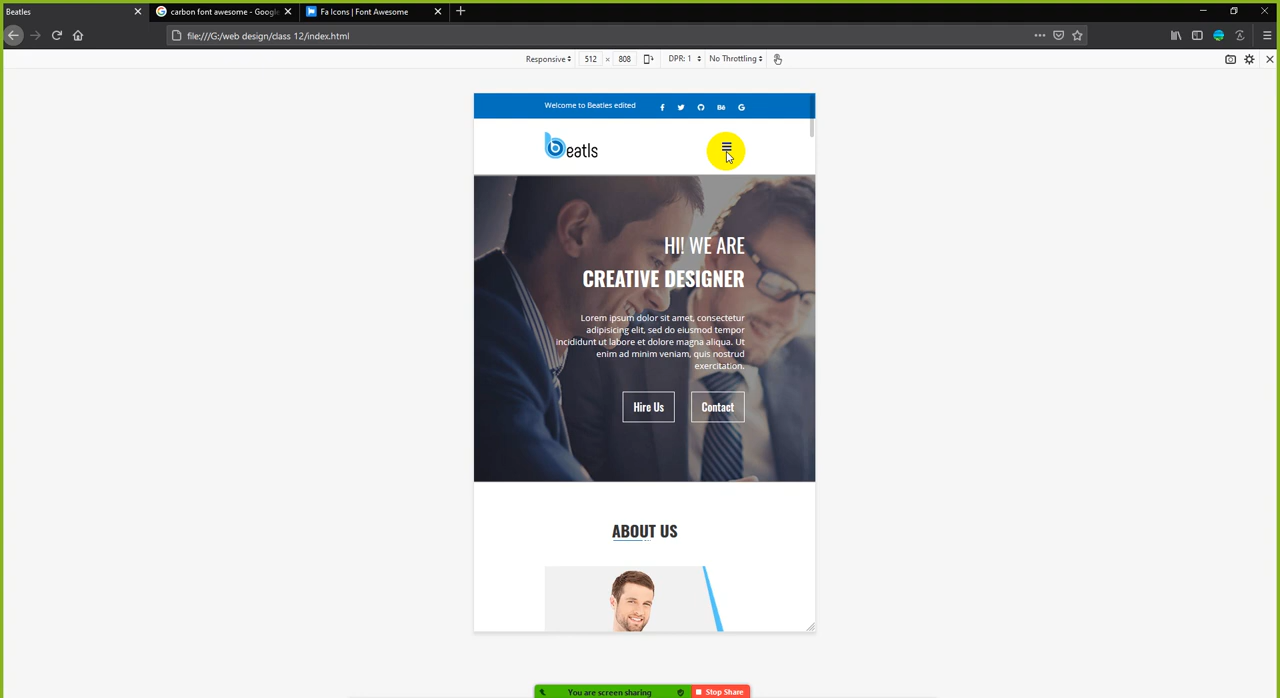 Beatles
carbon font awesome - Google
Fa Icons | Font Awesome
file:///G:/web design/class 12/index.html
Responsive 512 × 808 DPR: 1 No Throttling
Welcome to Beatles edited
beatls
HI! WE ARE
CREATIVE DESIGNER
Lorem ipsum dolor sit amet, consectetur
adipisicing elit, sed do eiusmod tempor
incididunt ut labore et dolore magna aliqua. Ut
enim ad minim veniam, quis nostrud
exercitation.
Hire Us
Contact
ABOUT US
You are screen sharing
Stop Share